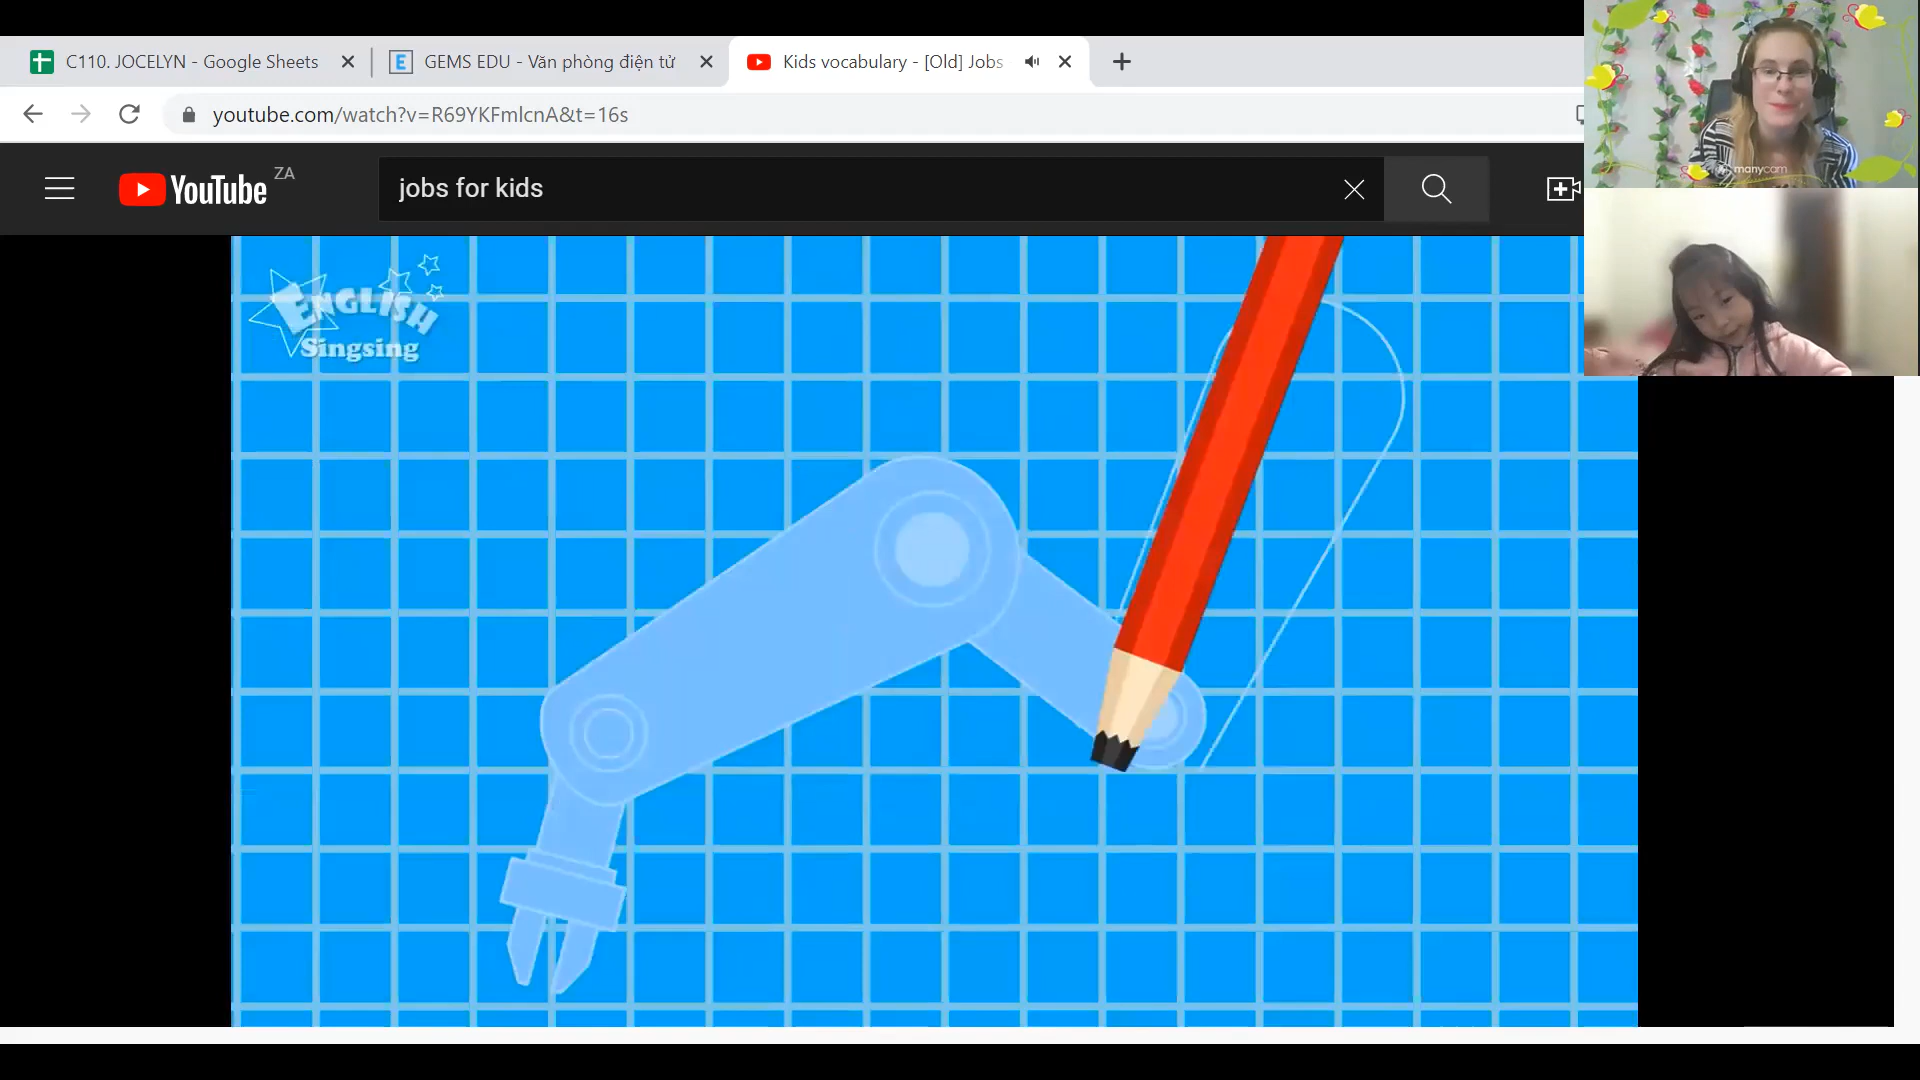 C110. JOCELYN - Google Sheets
GEMS EDU - Văn phòng điện tử
Kids vocabulary - [Old] Jobs
youtube.com/watch?v=R69YKFmlcnA&t=16s
YouTube ZA
jobs for kids
manycam
ENGLISH
Singsing